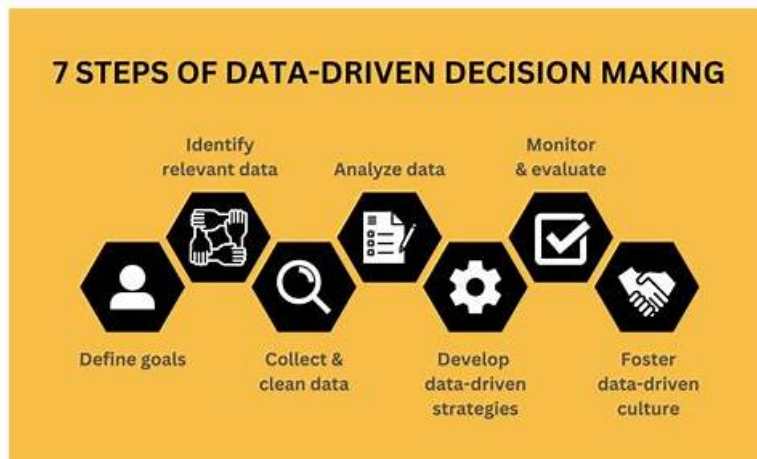 7 STEPS OF DATA-DRIVEN DECISION MAKING
Define goals
Identify
relevant data
Collect &
clean data
Analyze data
Develop
data-driven
strategies
Monitor
& evaluate
Foster
data-driven
culture